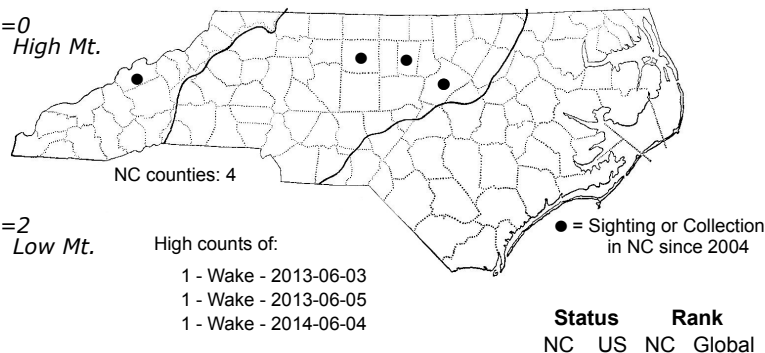 =0
High Mt.
NC counties: 4
=2
Low Mt.
High counts of:
1 - Wake - 2013-06-03
1 - Wake - 2013-06-05
1 - Wake - 2014-06-04
● = Sighting or Collection
in NC since 2004
Status Rank
NC US NC Global